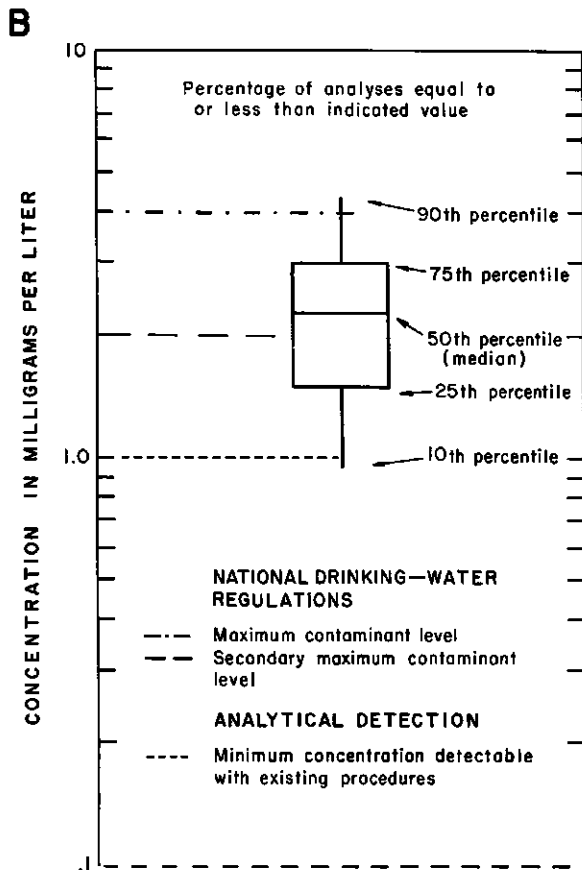 B
10
Percentage of analyses equal to
or less than indicated value
90th percentile
75th percentile
50th percentile
(median)
25th percentile
1.0
10th percentile
CONCENTRATION IN MILLIGRAMS PER LITER
NATIONAL DRINKING—WATER
REGULATIONS
Maximum contaminant level
Secondary maximum contaminant
level
ANALYTICAL DETECTION
Minimum concentration detectable
with existing procedures
.1